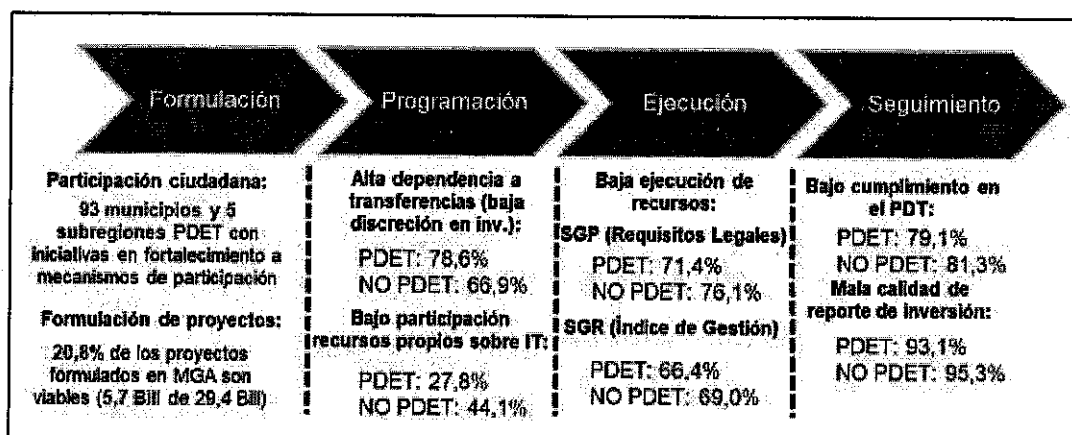 Formulación
Programación
Ejecución
Seguimiento
Participación ciudadana:
93 municipios y 5
subregiones PDET con
iniciativas en fortalecimiento a
mecanismos de participación
Formulación de proyectos:
20,8% de los proyectos
formulados en MGA son
viables (5,7 Bill de 29,4 Bill)
Alta dependencia a
transferencias (baja
discreción en inv.):
PDET: 78,6%
NO PDET: 66,9%
Bajo participación
recursos propios sobre IT:
PDET: 27,8%
NO PDET: 44,1%
Baja ejecución de
recursos:
SGP (Requisitos Legales)
PDET: 71,4%
NO PDET: 76,1%
SGR (Índice de Gestión)
PDET: 66,4%
NO PDET: 69,0%
Bajo cumplimiento en
el PDT:
PDET: 79,1%
NO PDET: 81,3%
Mala calidad de
reporte de inversión:
PDET: 93,1%
NO PDET: 95,3%